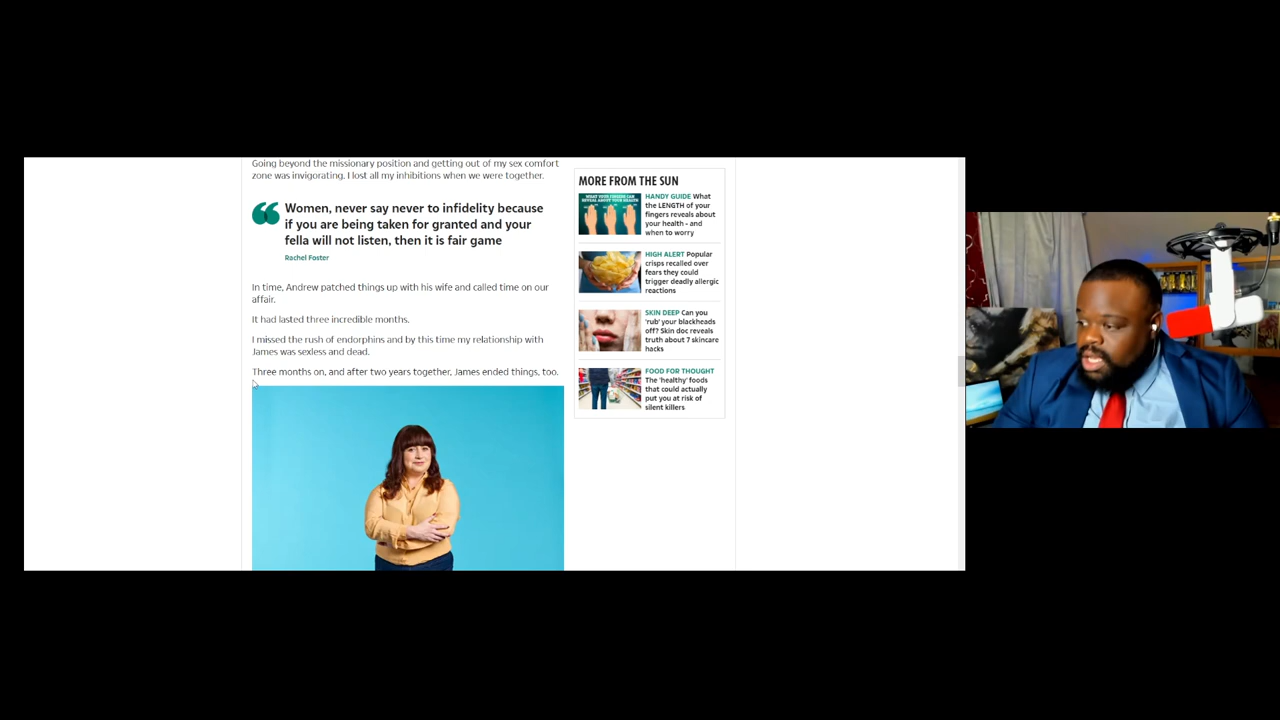 Going beyond the missionary position and getting out of my sex comfort
zone was invigorating. I lost all my inhibitions when we were together.
Women, never say never to infidelity because
if you are being taken for granted and your
fella will not listen, then it is fair game
Rachel Foster
In time, Andrew patched things up with his wife and called time on our
affair.
It had lasted three incredible months.
I missed the rush of endorphins and by this time my relationship with
James was sexless and dead.
Three months on, and after two years together, James ended things, too.
MORE FROM THE SUN
WHAT YOUR FINGERS CAN
REVEAL ABOUT YOUR HEALTH
HANDY GUIDE What
the LENGTH of your
fingers reveals about
your health - and
when to worry
HIGH ALERT Popular
crisps recalled over
fears they could
trigger deadly allergic
reactions
SKIN DEEP Can you
'rub' your blackheads
off? Skin doc reveals
truth about 7 skincare
hacks
FOOD FOR THOUGHT
The 'healthy' foods
that could actually
put you at risk of
silent killers